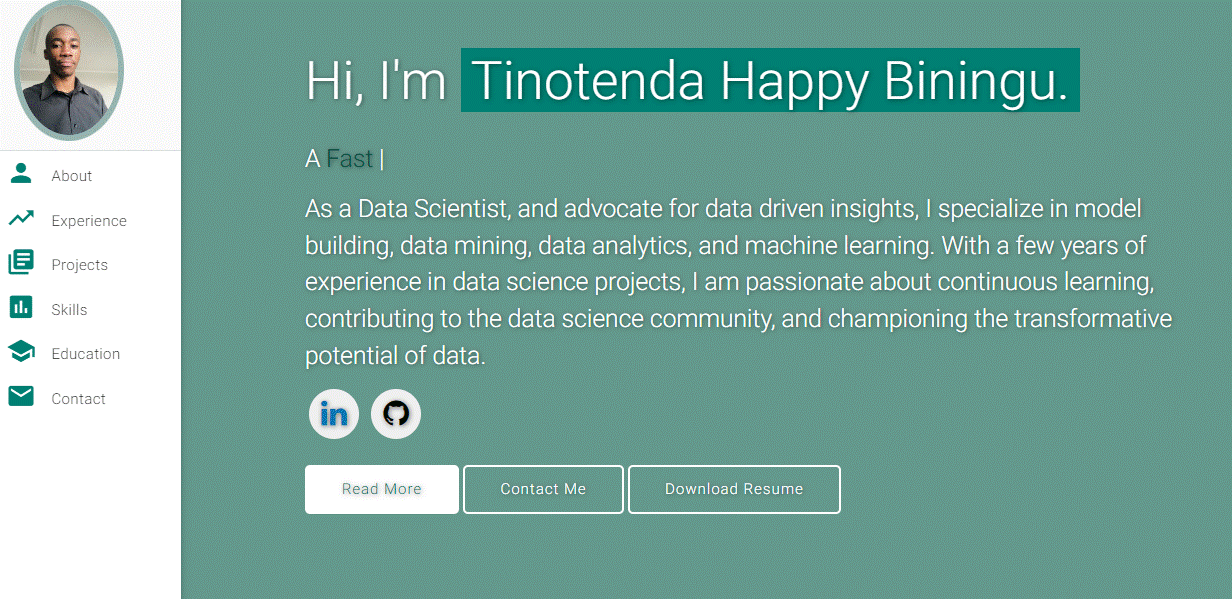 About
Experience
Projects
Skills
Education
Contact
Hi, I'm Tinotenda Happy Biningu.
A Fast |
As a Data Scientist, and advocate for data driven insights, I specialize in model
building, data mining, data analytics, and machine learning. With a few years of
experience in data science projects, I am passionate about continuous learning,
contributing to the data science community, and championing the transformative
potential of data.
in
Read More
Contact Me
Download Resume